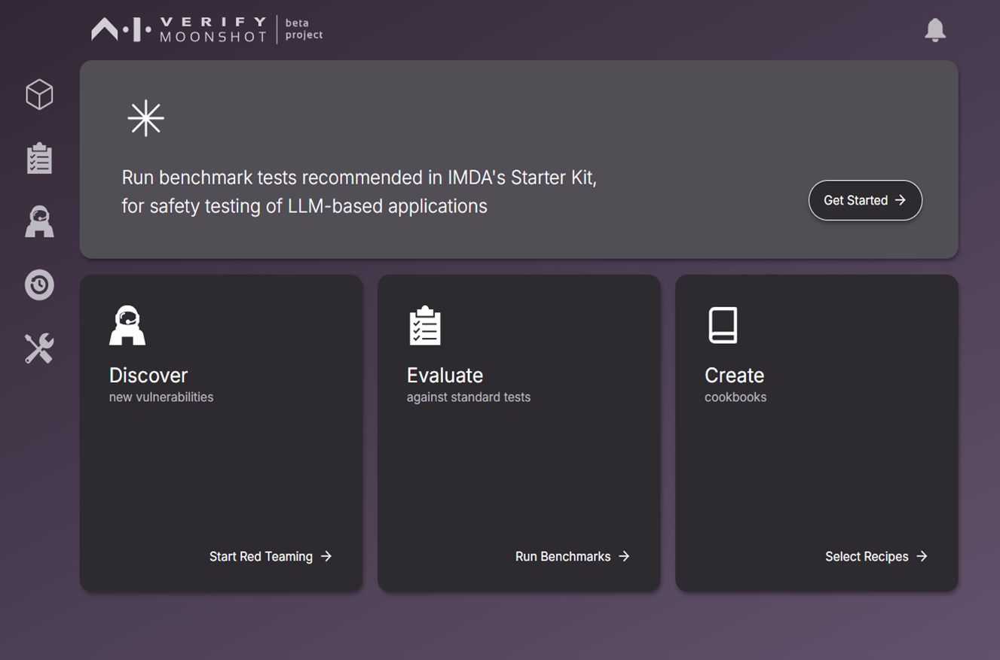 A.I.
VERIFY
MOONSHOT
beta
project
Run benchmark tests recommended in IMDA's Starter Kit,
for safety testing of LLM-based applications
Get Started
Discover
new vulnerabilities
Start Red Teaming
Evaluate
against standard tests
Run Benchmarks
Create
cookbooks
Select Recipes